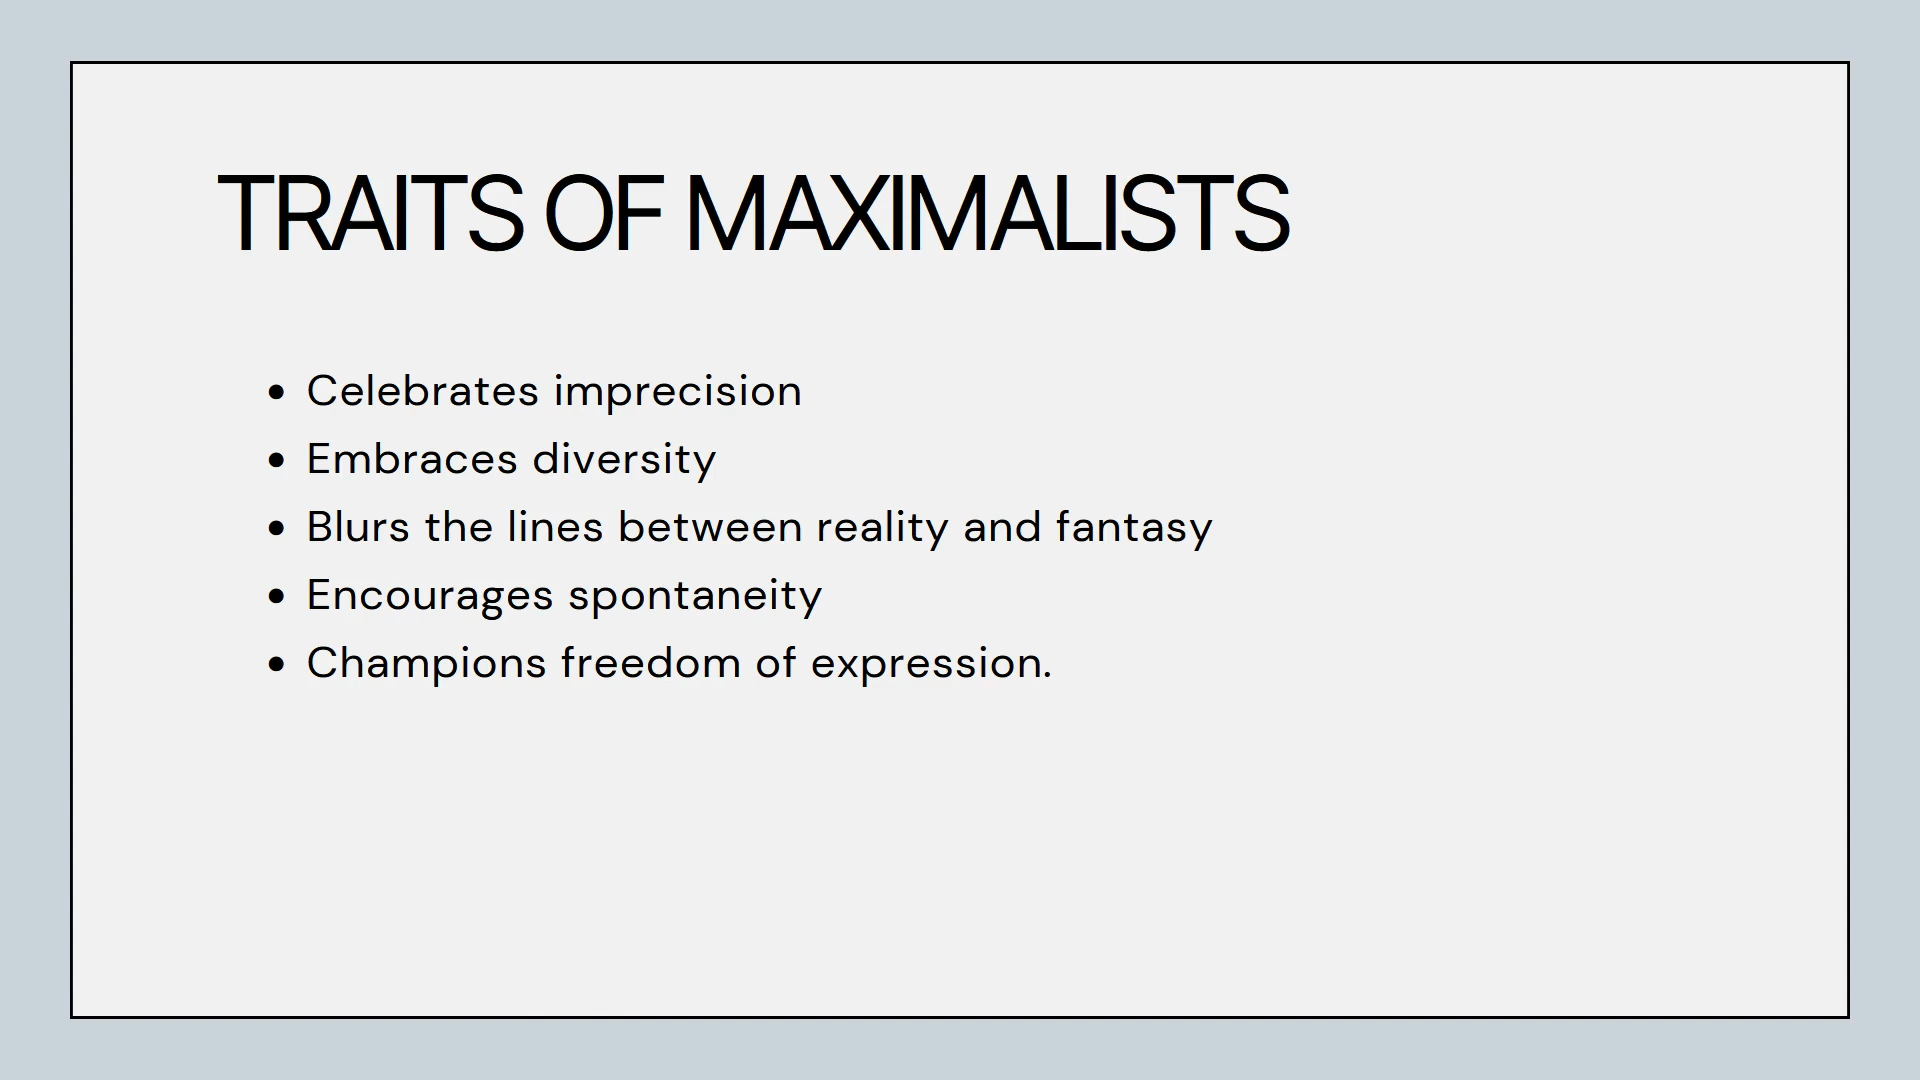 TRAITS OF MAXIMALISTS
• Celebrates imprecision
• Embraces diversity
• Blurs the lines between reality and fantasy
• Encourages spontaneity
• Champions freedom of expression.